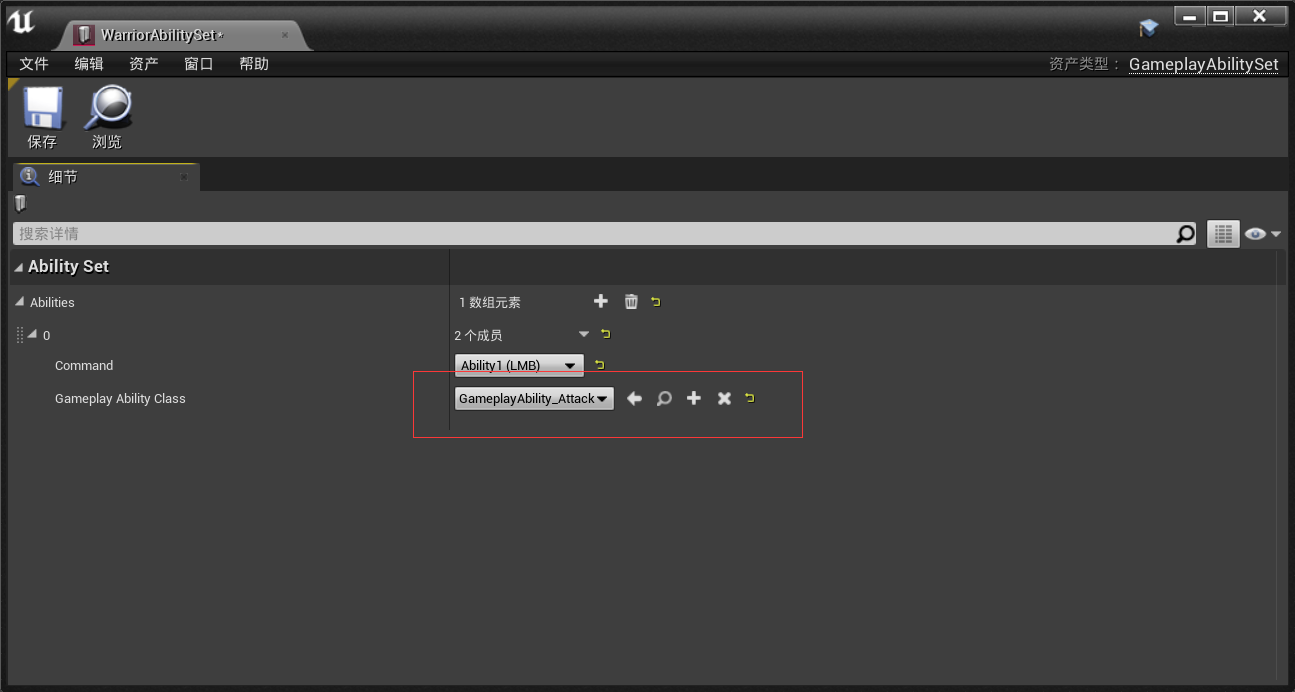 WarriorAbilitySet*
文件 编辑 资产 窗口 帮助 资产类型： GameplayAbilitySet
保存 浏览
细节
搜索详情
Ability Set
Abilities 1 数组元素
0 2 个成员
Command Ability1 (LMB)
Gameplay Ability Class GameplayAbility_Attack